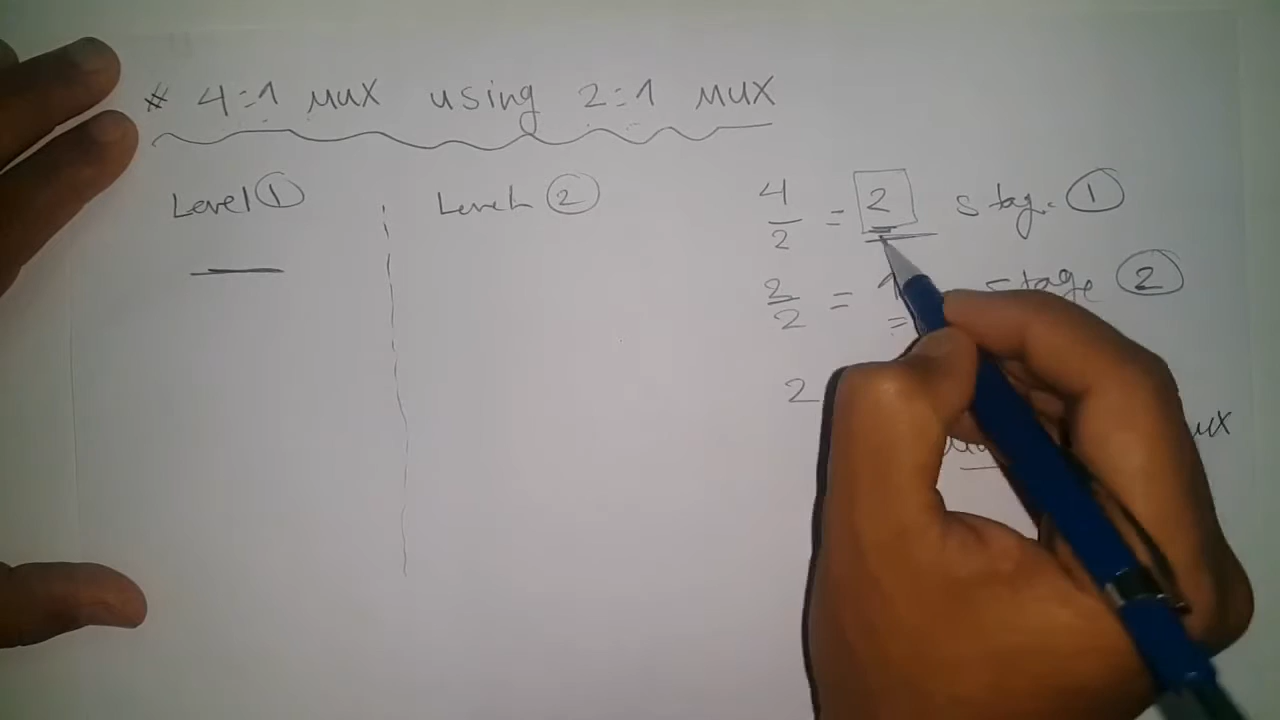 # 4:1 MUX using 2:1 MUX
Level 1
Level 2
4/2 = 2 stage 1
2/2 = 1 stage 2
2
MUX